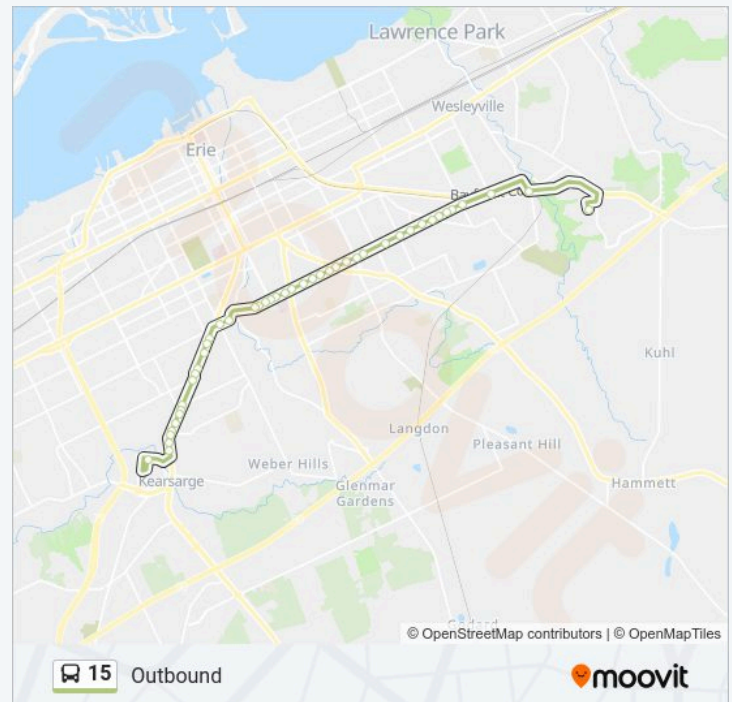 Lawrence Park
Wesleyville
Erie
Kuhl
Langdon
Pleasant Hill
Weber Hills
Kearsarge
Glenmar
Gardens
Hammett
© OpenStreetMap contributors | © OpenMapTiles
15 Outbound
moovit